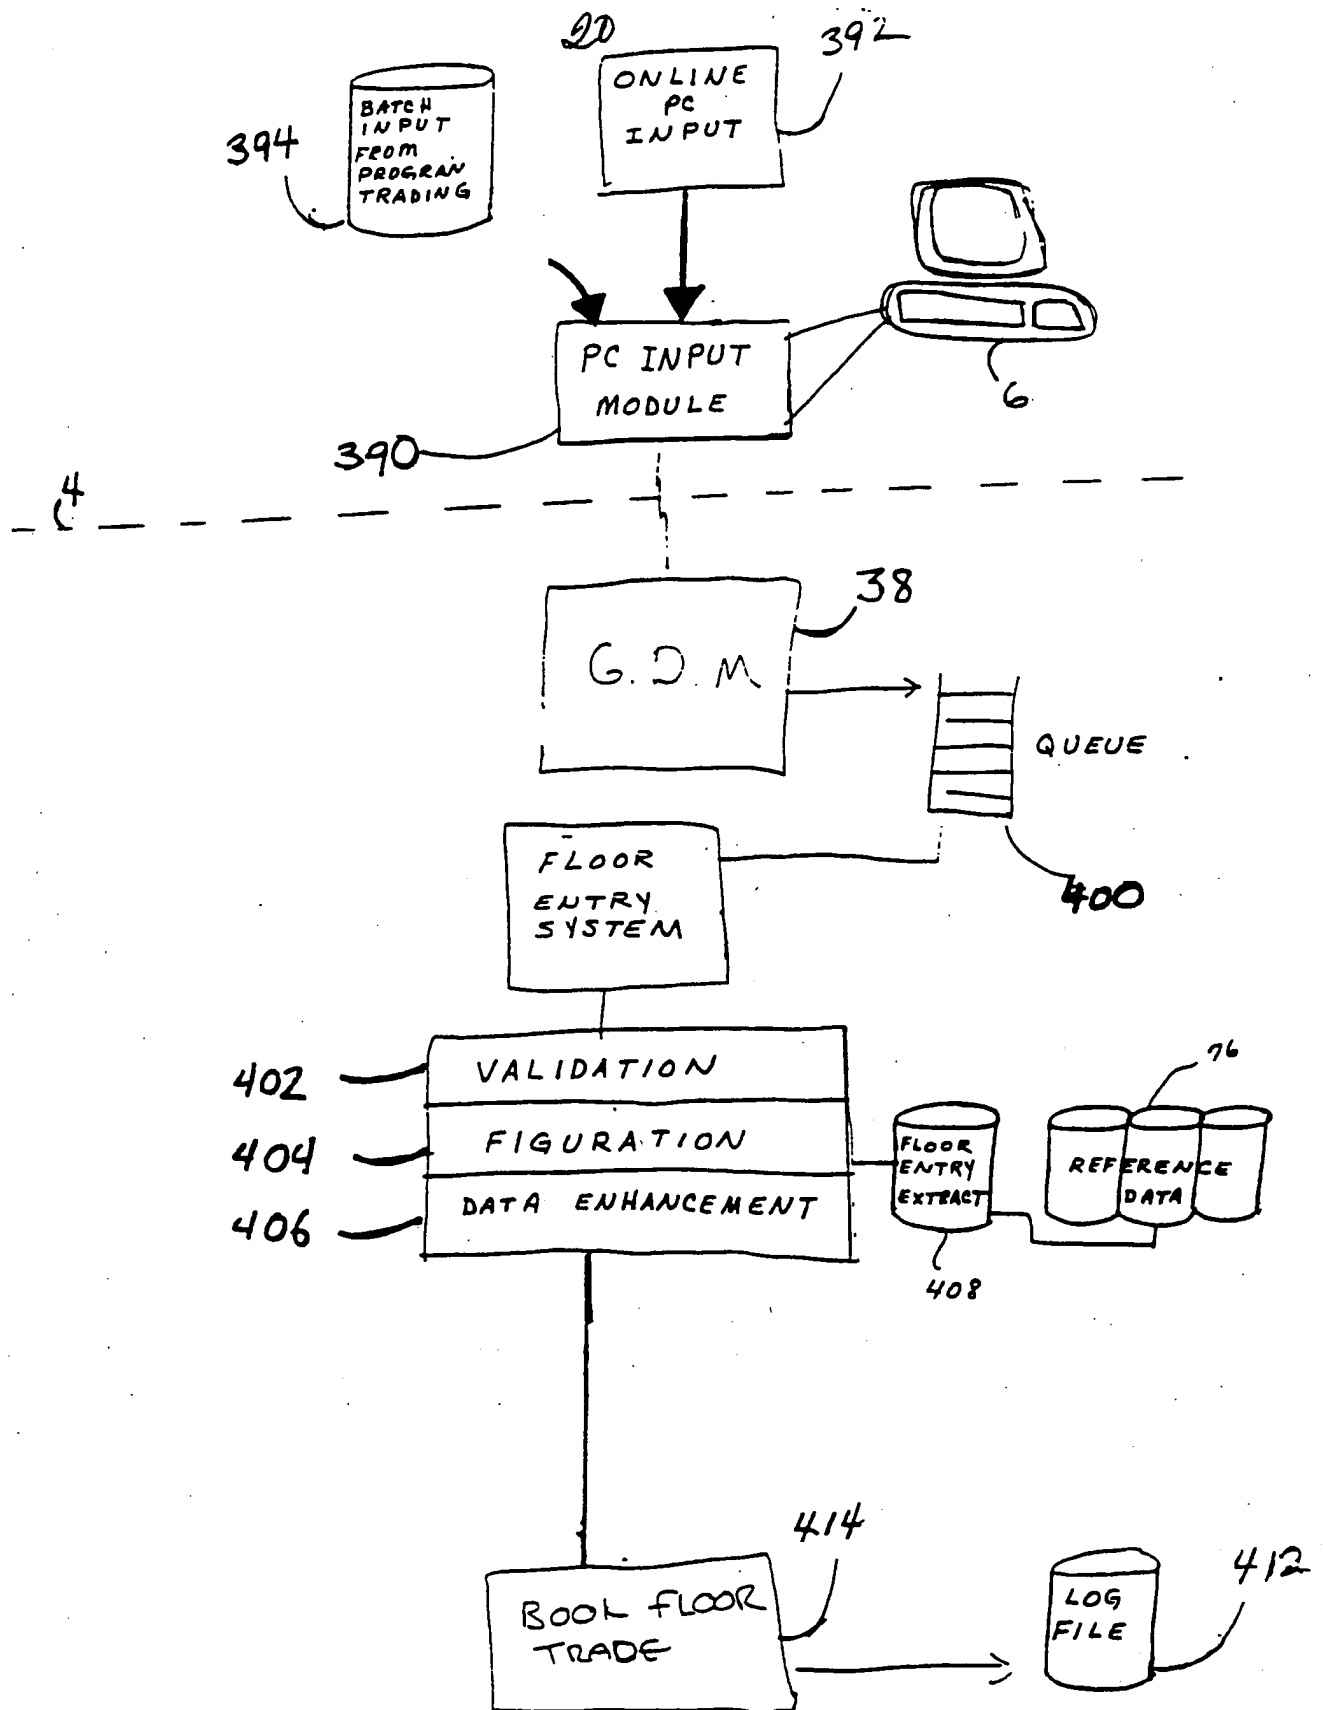 20
392
ONLINE
PC
INPUT
394
BATCH
INPUT
FROM
PROGRAN
TRADING
PC INPUT
MODULE
6
390
4
38
G.D.M
QUEUE
400
FLOOR
ENTRY
SYSTEM
402
VALIDATION
404
FIGURATION
406
DATA ENHANCEMENT
76
FLOOR
ENTRY
EXTRACT
REFERENCE
DATA
408
414
412
BOOK FLOOR
TRADE
LOG
FILE